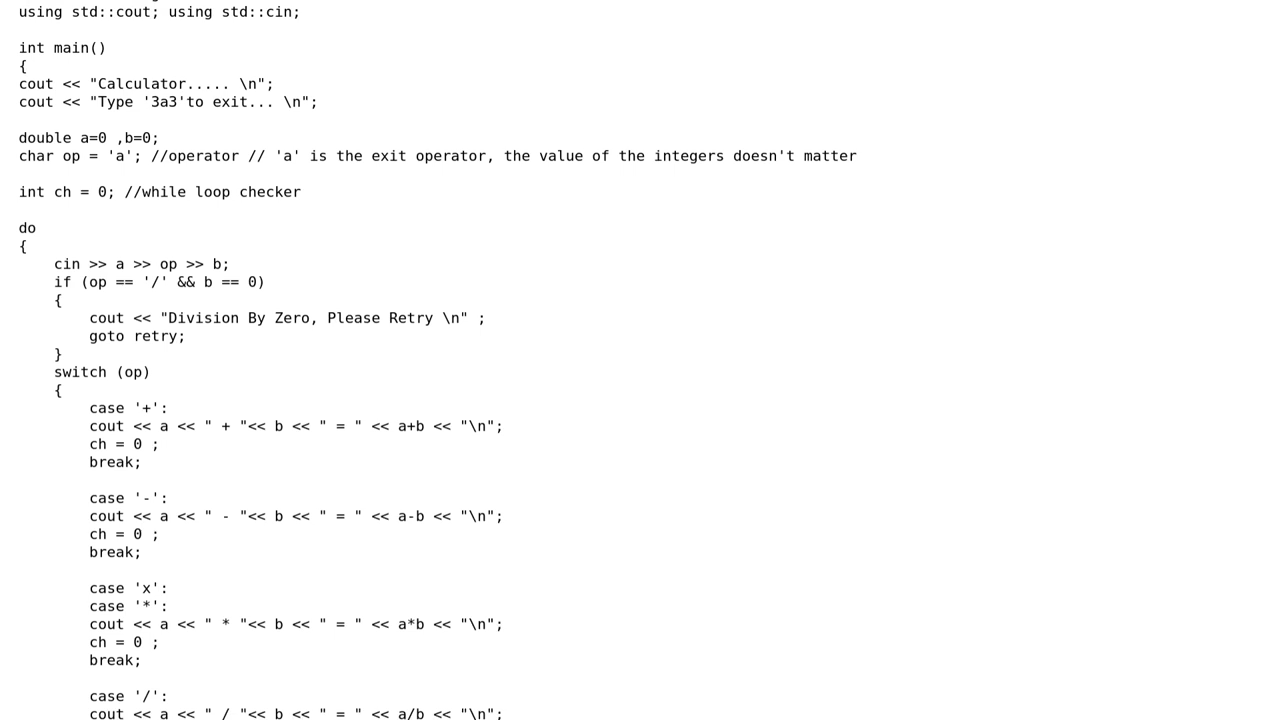 using std::cout; using std::cin;

int main()
{
cout << "Calculator..... \n";
cout << "Type '3a3'to exit... \n";

double a=0 ,b=0;
char op = 'a'; //operator // 'a' is the exit operator, the value of the integers doesn't matter

int ch = 0; //while loop checker

do
{
    cin >> a >> op >> b;
    if (op == '/' && b == 0)
    {
        cout << "Division By Zero, Please Retry \n" ;
        goto retry;
    }
    switch (op)
    {
        case '+':
        cout << a << " + "<< b << " = " << a+b << "\n";
        ch = 0 ;
        break;

        case '-':
        cout << a << " - "<< b << " = " << a-b << "\n";
        ch = 0 ;
        break;

        case 'x':
        case '*':
        cout << a << " * "<< b << " = " << a*b << "\n";
        ch = 0 ;
        break;

        case '/':
        cout << a << " / "<< b << " = " << a/b << "\n";